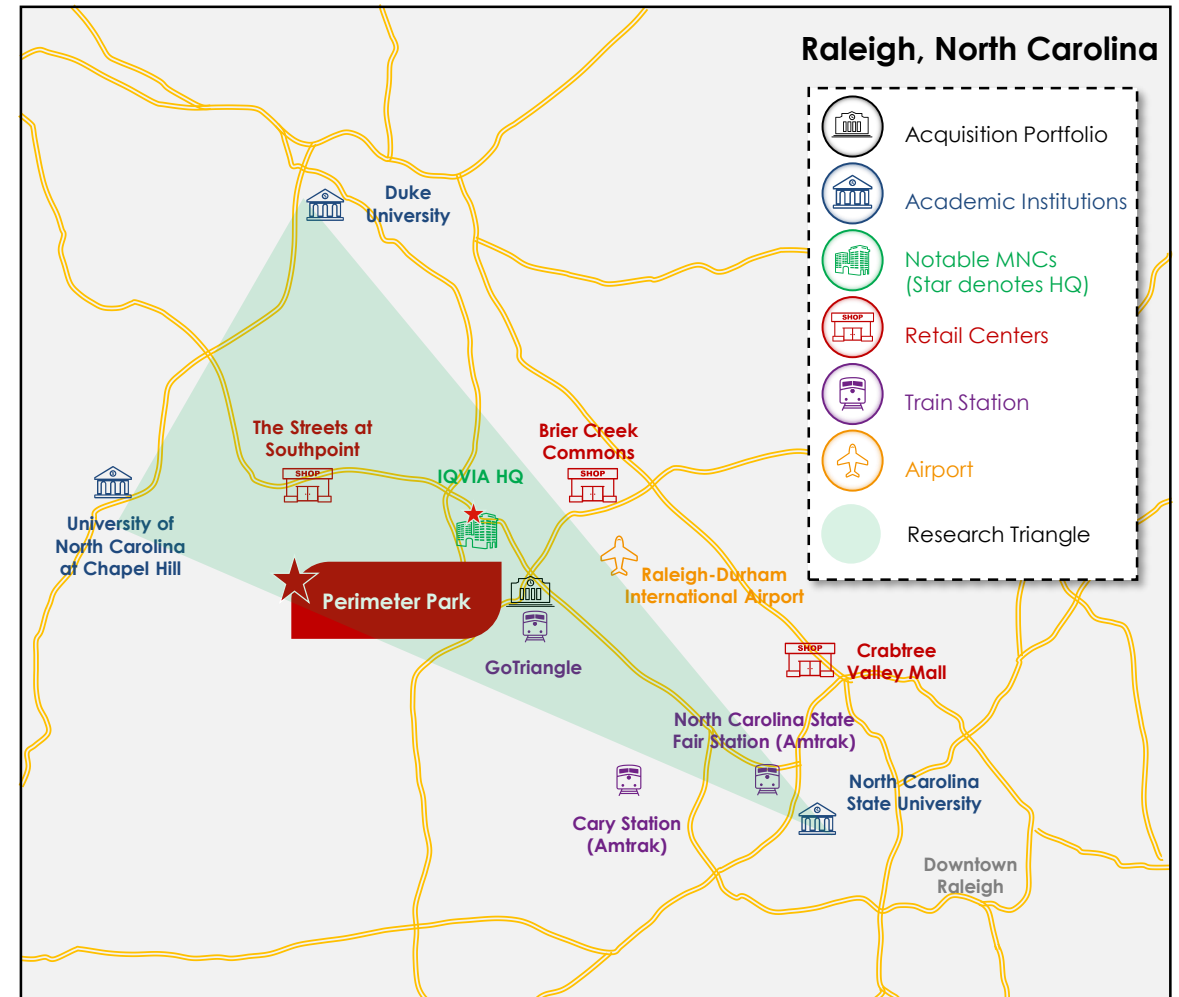 Raleigh, North Carolina
Acquisition Portfolio
Academic Institutions
Notable MNCs
(Star denotes HQ)
SHOP
Retail Centers
Train Station
Airport
Research Triangle
Duke
University
The Streets at
Southpoint
SHOP
IQVIA HQ
Brier Creek
Commons
SHOP
University of
North Carolina
at Chapel Hill
Perimeter Park
Raleigh-Durham
International Airport
GoTriangle
SHOP
Crabtree
Valley Mall
North Carolina State
Fair Station (Amtrak)
North Carolina
State University
Cary Station
(Amtrak)
Downtown
Raleigh